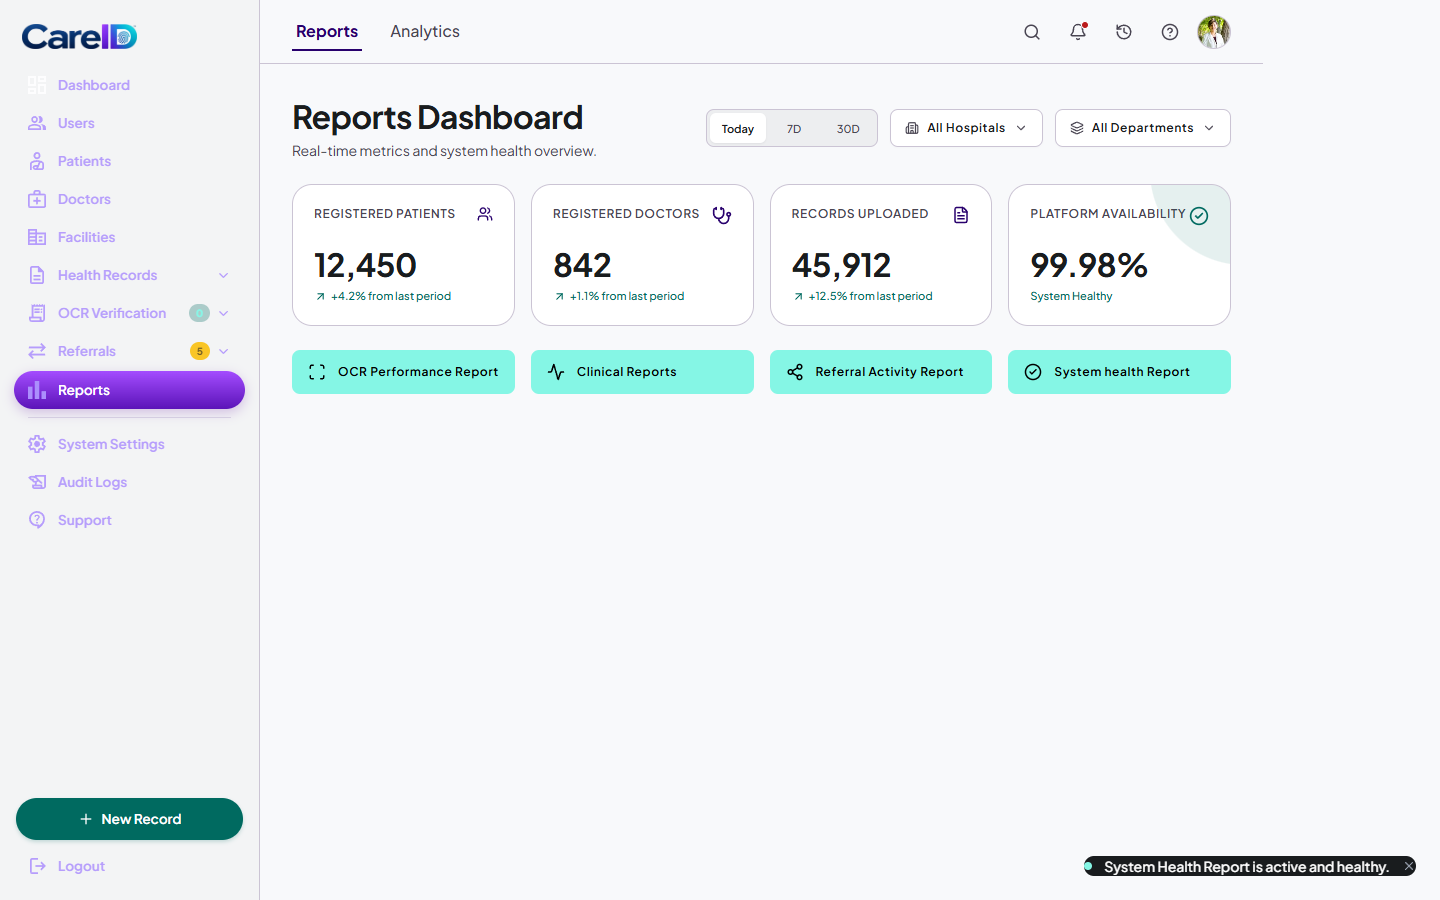 CareID
Dashboard
Users
Patients
Doctors
Facilities
Health Records
OCR Verification 0
Referrals 5
Reports
System Settings
Audit Logs
Support
New Record
Logout
Reports Analytics
Reports Dashboard
Real-time metrics and system health overview.
Today 7D 30D
All Hospitals
All Departments
REGISTERED PATIENTS
12,450
+4.2% from last period
REGISTERED DOCTORS
842
+1.1% from last period
RECORDS UPLOADED
45,912
+12.5% from last period
PLATFORM AVAILABILITY
99.98%
System Healthy
OCR Performance Report
Clinical Reports
Referral Activity Report
System health Report
System Health Report is active and healthy.